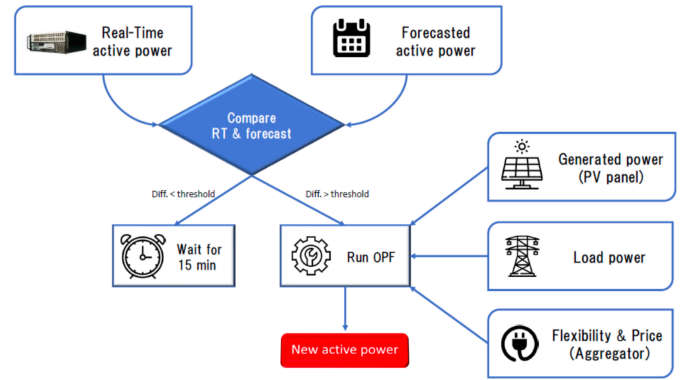 Real-Time
active power
Forecasted
active power
Compare
RT & forecast
Diff. < threshold
Diff. > threshold
Wait for
15 min
Run OPF
New active power
Generated power
(PV panel)
Load power
Flexibility & Price
(Aggregator)